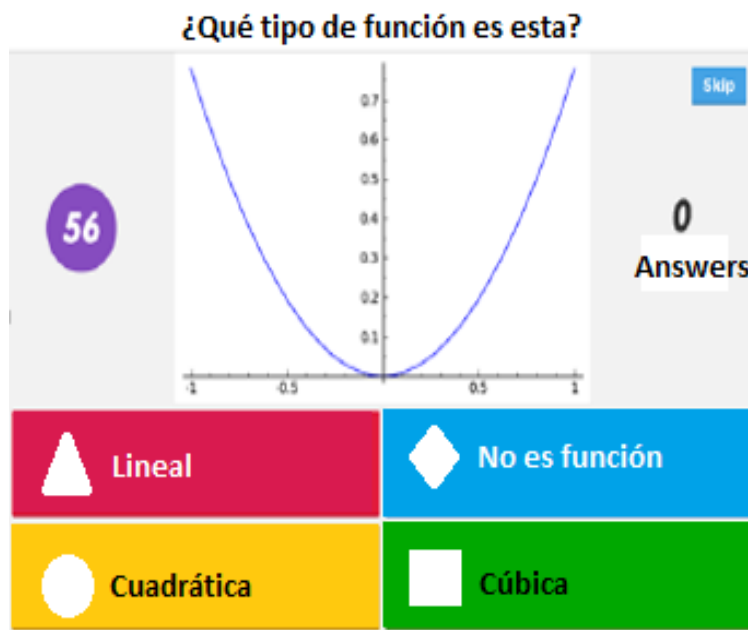 ¿Qué tipo de función es esta?
Skip
0.7
0.6
0.5
0.4
0.3
0.2
0.1
-1
-0.5
0.5
1
56
0
Answers
Lineal
No es función
Cuadrática
Cúbica